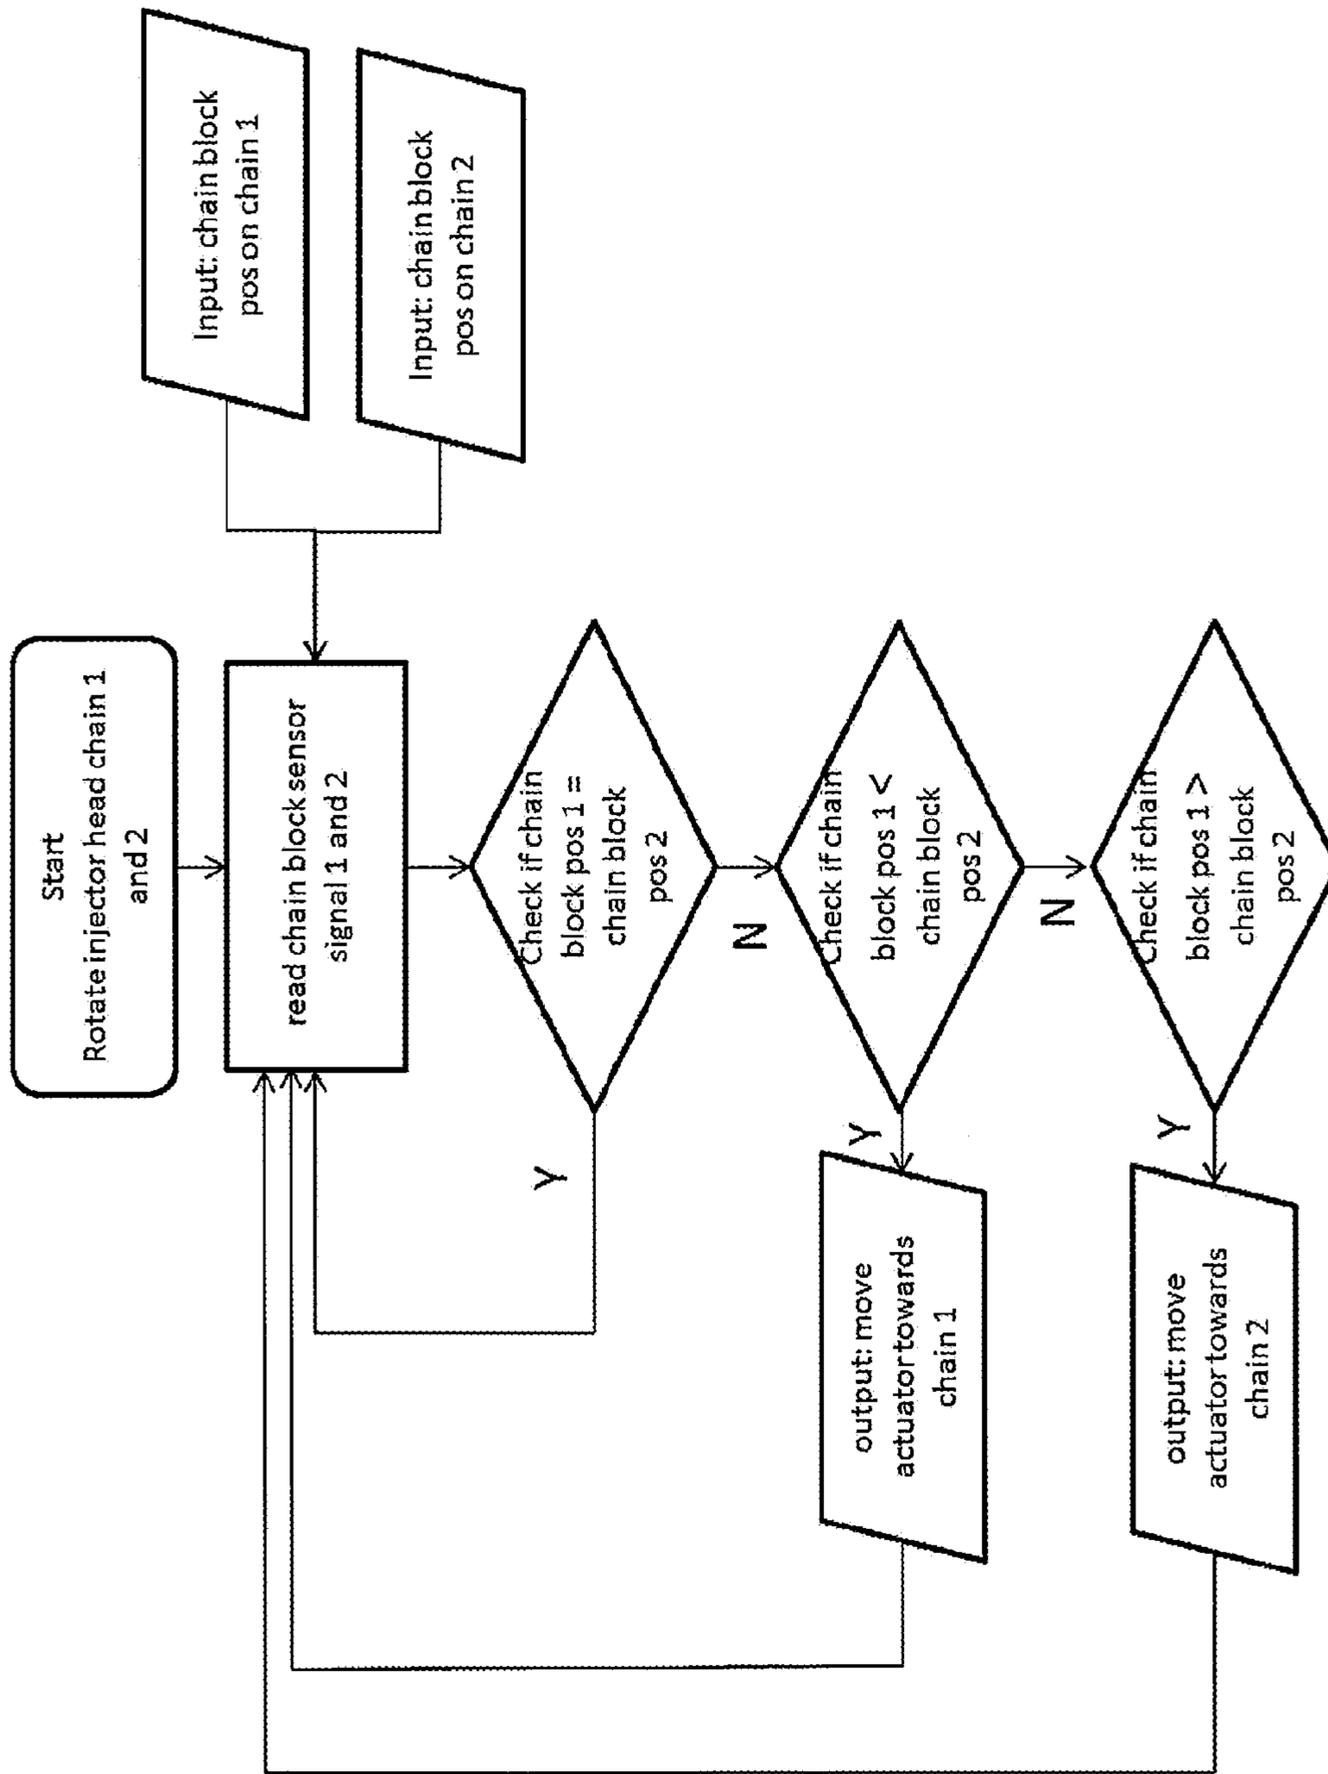 Start
Rotate injector head chain 1
and 2
Input: chain block
pos on chain 1
Input: chain block
pos on chain 2
read chain block sensor
signal 1 and 2
Check if chain
block pos 1 =
chain block
pos 2
Y
N
Check if chain
block pos 1 <
chain block
pos 2
Y
output: move
actuator towards
chain 1
N
Check if chain
block pos 1 >
chain block
pos 2
Y
output: move
actuator towards
chain 2